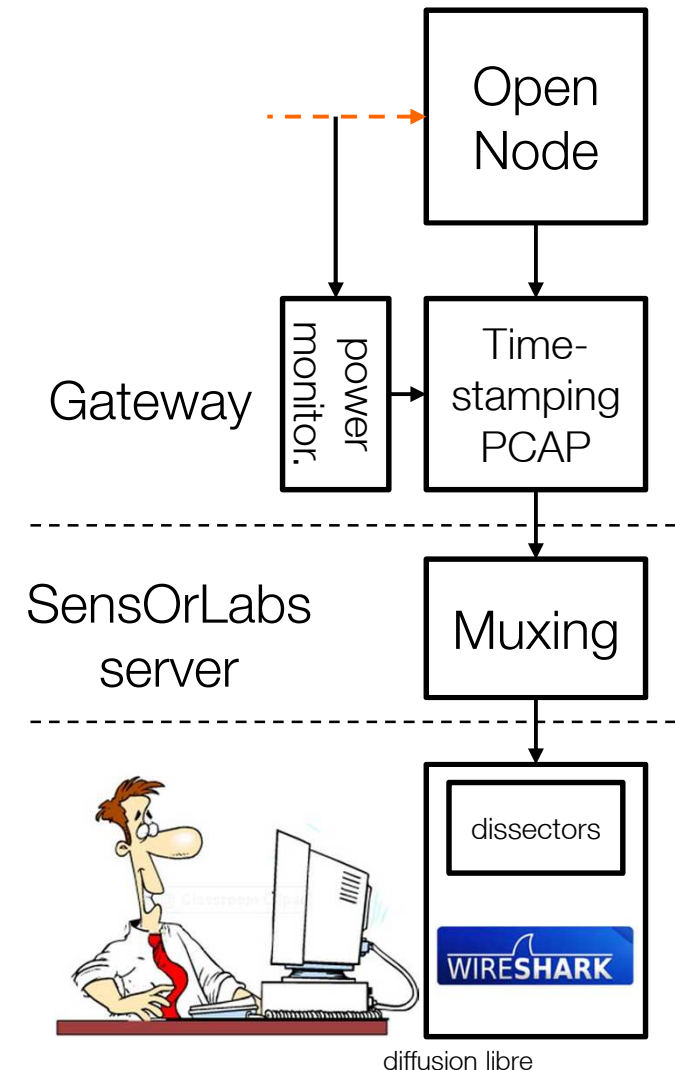 Open
Node
power
monitor.
Time-
stamping
PCAP
Gateway
SensOrLabs
server
Muxing
dissectors
WIRESHARK
diffusion libre